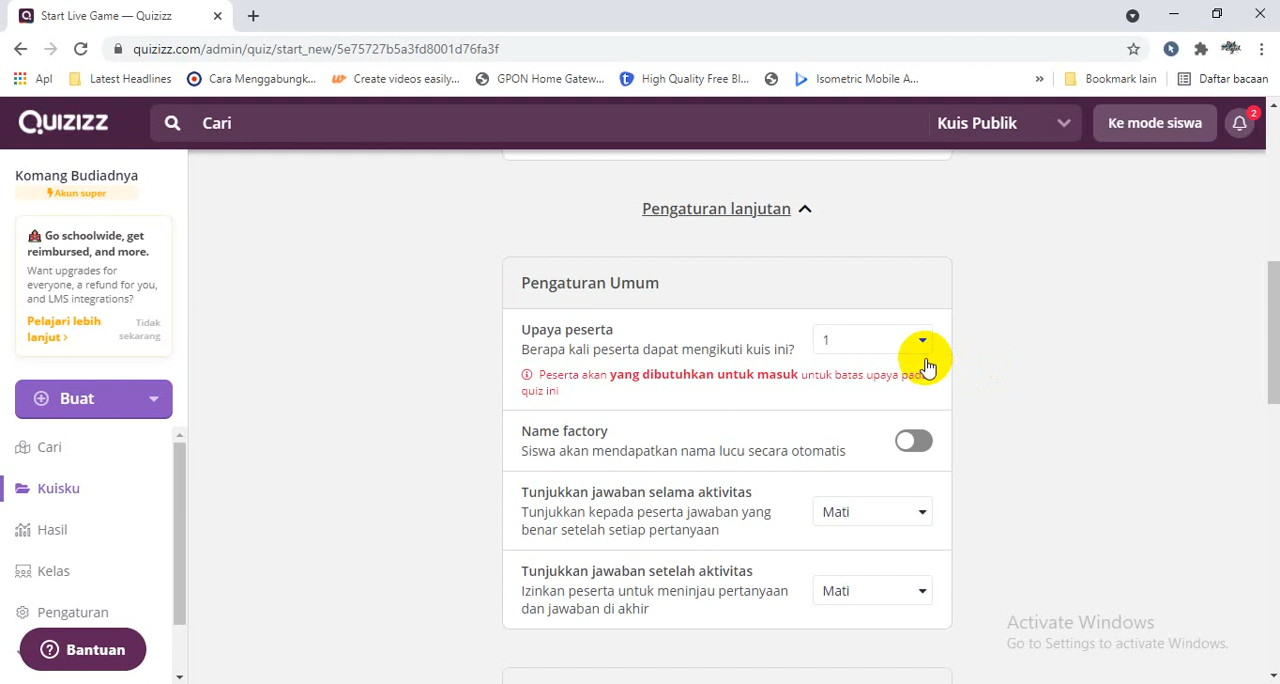 Start Live Game — Quizizz
quizizz.com/admin/quiz/start_new/5e75727b5a3fd8001d76fa3f
Apl
Latest Headlines
Cara Menggabungk...
Create videos easily...
GPON Home Gatew...
High Quality Free Bl...
Isometric Mobile A...
»
Bookmark lain
Daftar bacaan
QUIZIZZ
Cari
Kuis Publik
Ke mode siswa
2
Komang Budiadnya
Akun super
Go schoolwide, get
reimbursed, and more.
Want upgrades for
everyone, a refund for you,
and LMS integrations?
Pelajari lebih
lanjut >
Tidak
sekarang
Buat
Cari
Kuisku
Hasil
Kelas
Pengaturan
Bantuan
Pengaturan lanjutan
Pengaturan Umum
Upaya peserta
Berapa kali peserta dapat mengikuti kuis ini?
1
Peserta akan yang dibutuhkan untuk masuk untuk batas upaya pada
quiz ini
Name factory
Siswa akan mendapatkan nama lucu secara otomatis
Tunjukkan jawaban selama aktivitas
Tunjukkan kepada peserta jawaban yang
benar setelah setiap pertanyaan
Mati
Tunjukkan jawaban setelah aktivitas
Izinkan peserta untuk meninjau pertanyaan
dan jawaban di akhir
Mati
Activate Windows
Go to Settings to activate Windows.